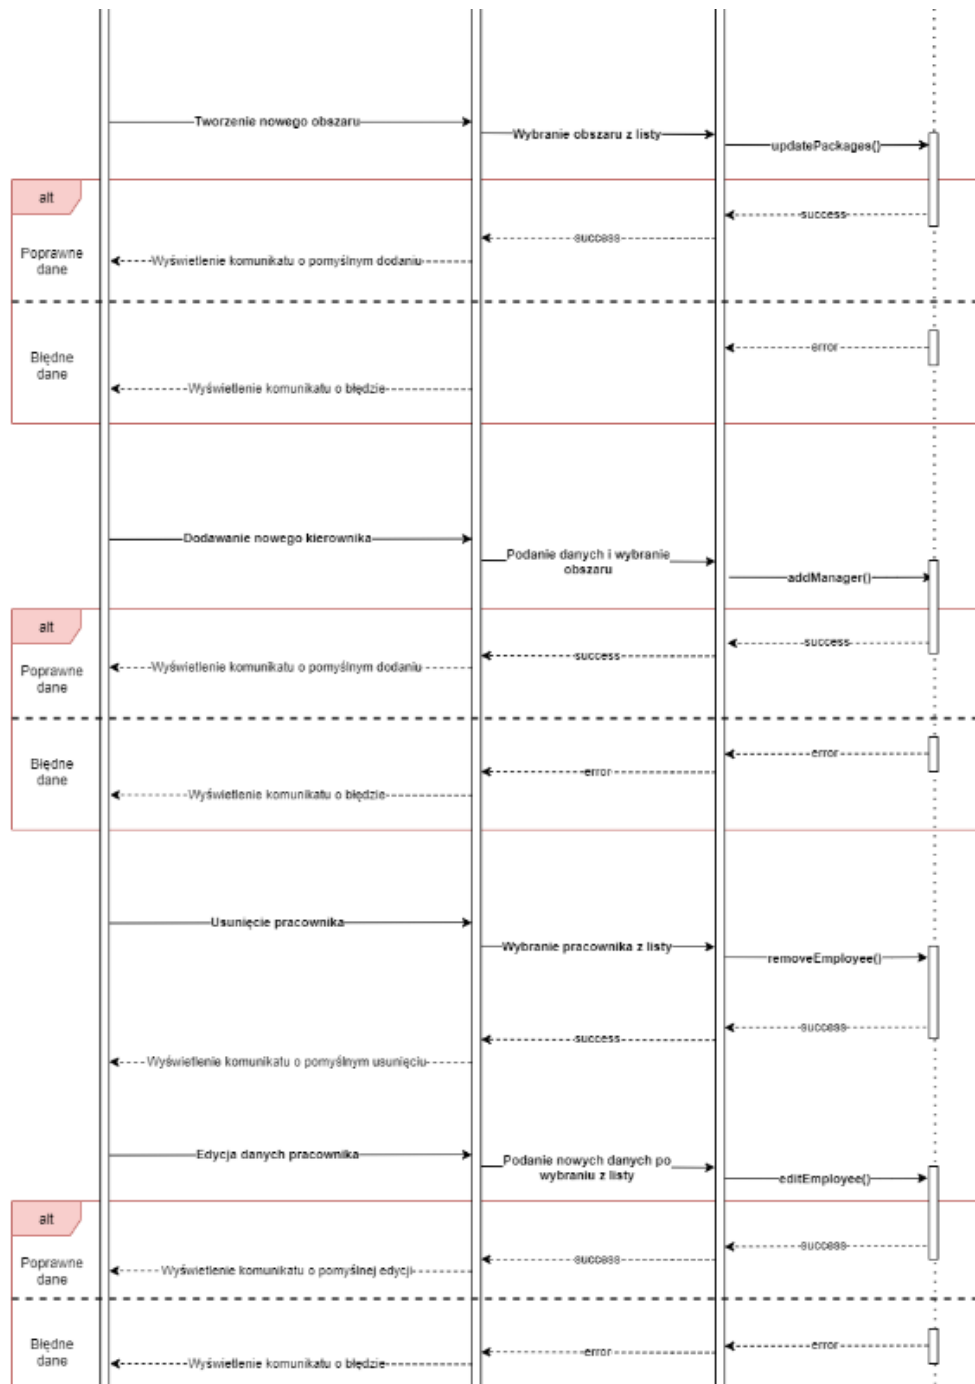 Tworzenie nowego obszaru
Wybranie obszaru z listy
updatePackages()
alt
success
success
Poprawne
dane
Wyświetlenie komunikatu o pomyślnym dodaniu
error
Błędne
dane
Wyświetlenie komunikatu o błędzie
Dodawanie nowego kierownika
Podanie danych i wybranie
obszaru
addManager()
alt
success
success
Poprawne
dane
Wyświetlenie komunikatu o pomyślnym dodaniu
error
error
Błędne
dane
Wyświetlenie komunikatu o błędzie
Usunięcie pracownika
Wybranie pracownika z listy
removeEmployee()
success
success
Wyświetlenie komunikatu o pomyślnym usunięciu
Edycja danych pracownika
Podanie nowych danych po
wybraniu z listy
editEmployee()
alt
success
success
Poprawne
dane
Wyświetlenie komunikatu o pomyślnej edycji
error
error
Błędne
dane
Wyświetlenie komunikatu o błędzie